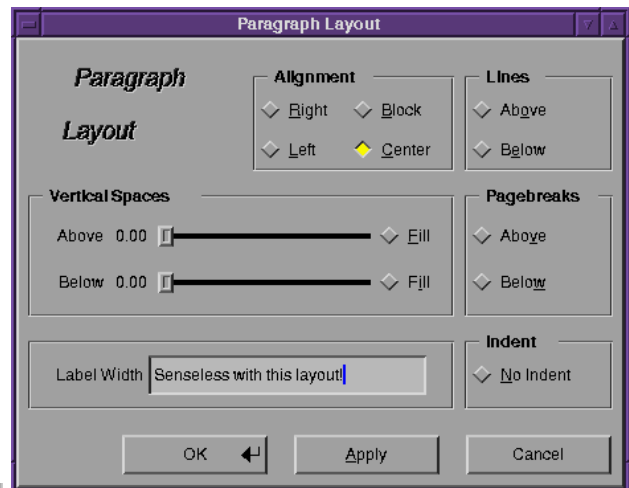 Paragraph Layout
Paragraph
Layout
Alignment
Right
Block
Left
Center
Lines
Above
Below
Vertical Spaces
Above 0.00
Fill
Below 0.00
Fill
Pagebreaks
Above
Below
Label Width Senseless with this layout!
Indent
No Indent
OK
Apply
Cancel